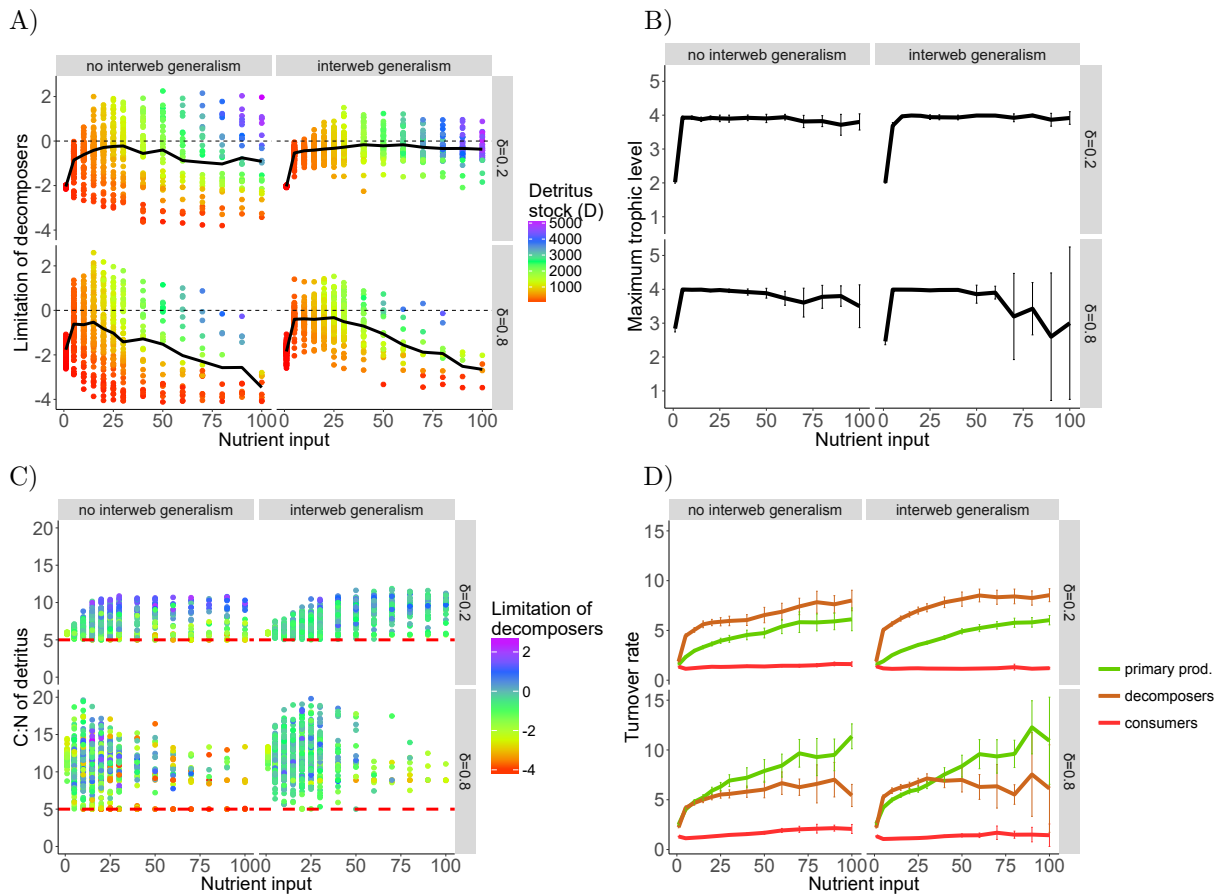 A)
no interweb generalism
interweb generalism
2
0
-2
-4
δ=0.2
2
0
-2
-4
δ=0.8
0 25 50 75 100 0 25 50 75 100
Nutrient input
Limitation of decomposers
Detritus
stock (D)
5000
4000
3000
2000
1000
B)
no interweb generalism
interweb generalism
5
4
3
2
1
δ=0.2
5
4
3
2
1
δ=0.8
0 25 50 75 100 0 25 50 75 100
Nutrient input
Maximum trophic level
C)
no interweb generalism
interweb generalism
20
15
10
5
0
δ=0.2
20
15
10
5
0
δ=0.8
0 25 50 75 100 0 25 50 75 100
Nutrient input
C:N of detritus
Limitation of
decomposers
2
0
-2
-4
D)
no interweb generalism
interweb generalism
15
10
5
0
δ=0.2
15
10
5
0
δ=0.8
0 25 50 75 100 0 25 50 75 100
Nutrient input
Turnover rate
primary prod.
decomposers
consumers